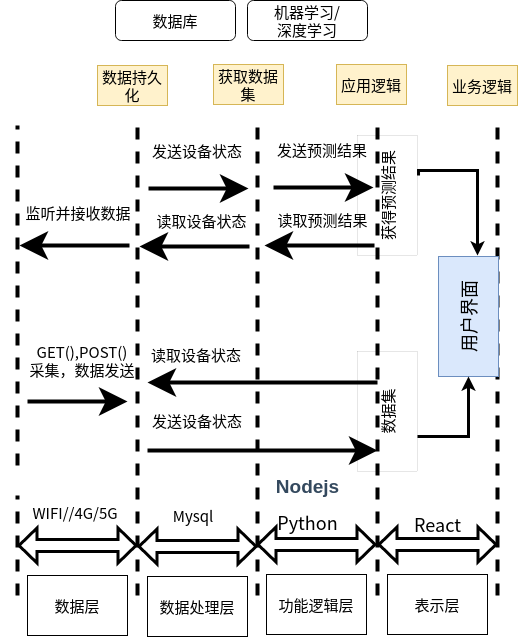 数据库
机器学习/
深度学习
数据持久
化
获取数据
集
应用逻辑
业务逻辑
发送设备状态
发送预测结果
获得预测结果
监听并接收数据
读取设备状态
读取预测结果
用户界面
GET(),POST()
采集，数据发送
读取设备状态
数据集
发送设备状态
Nodejs
WIFI//4G/5G
Mysql
Python
React
数据层
数据处理层
功能逻辑层
表示层